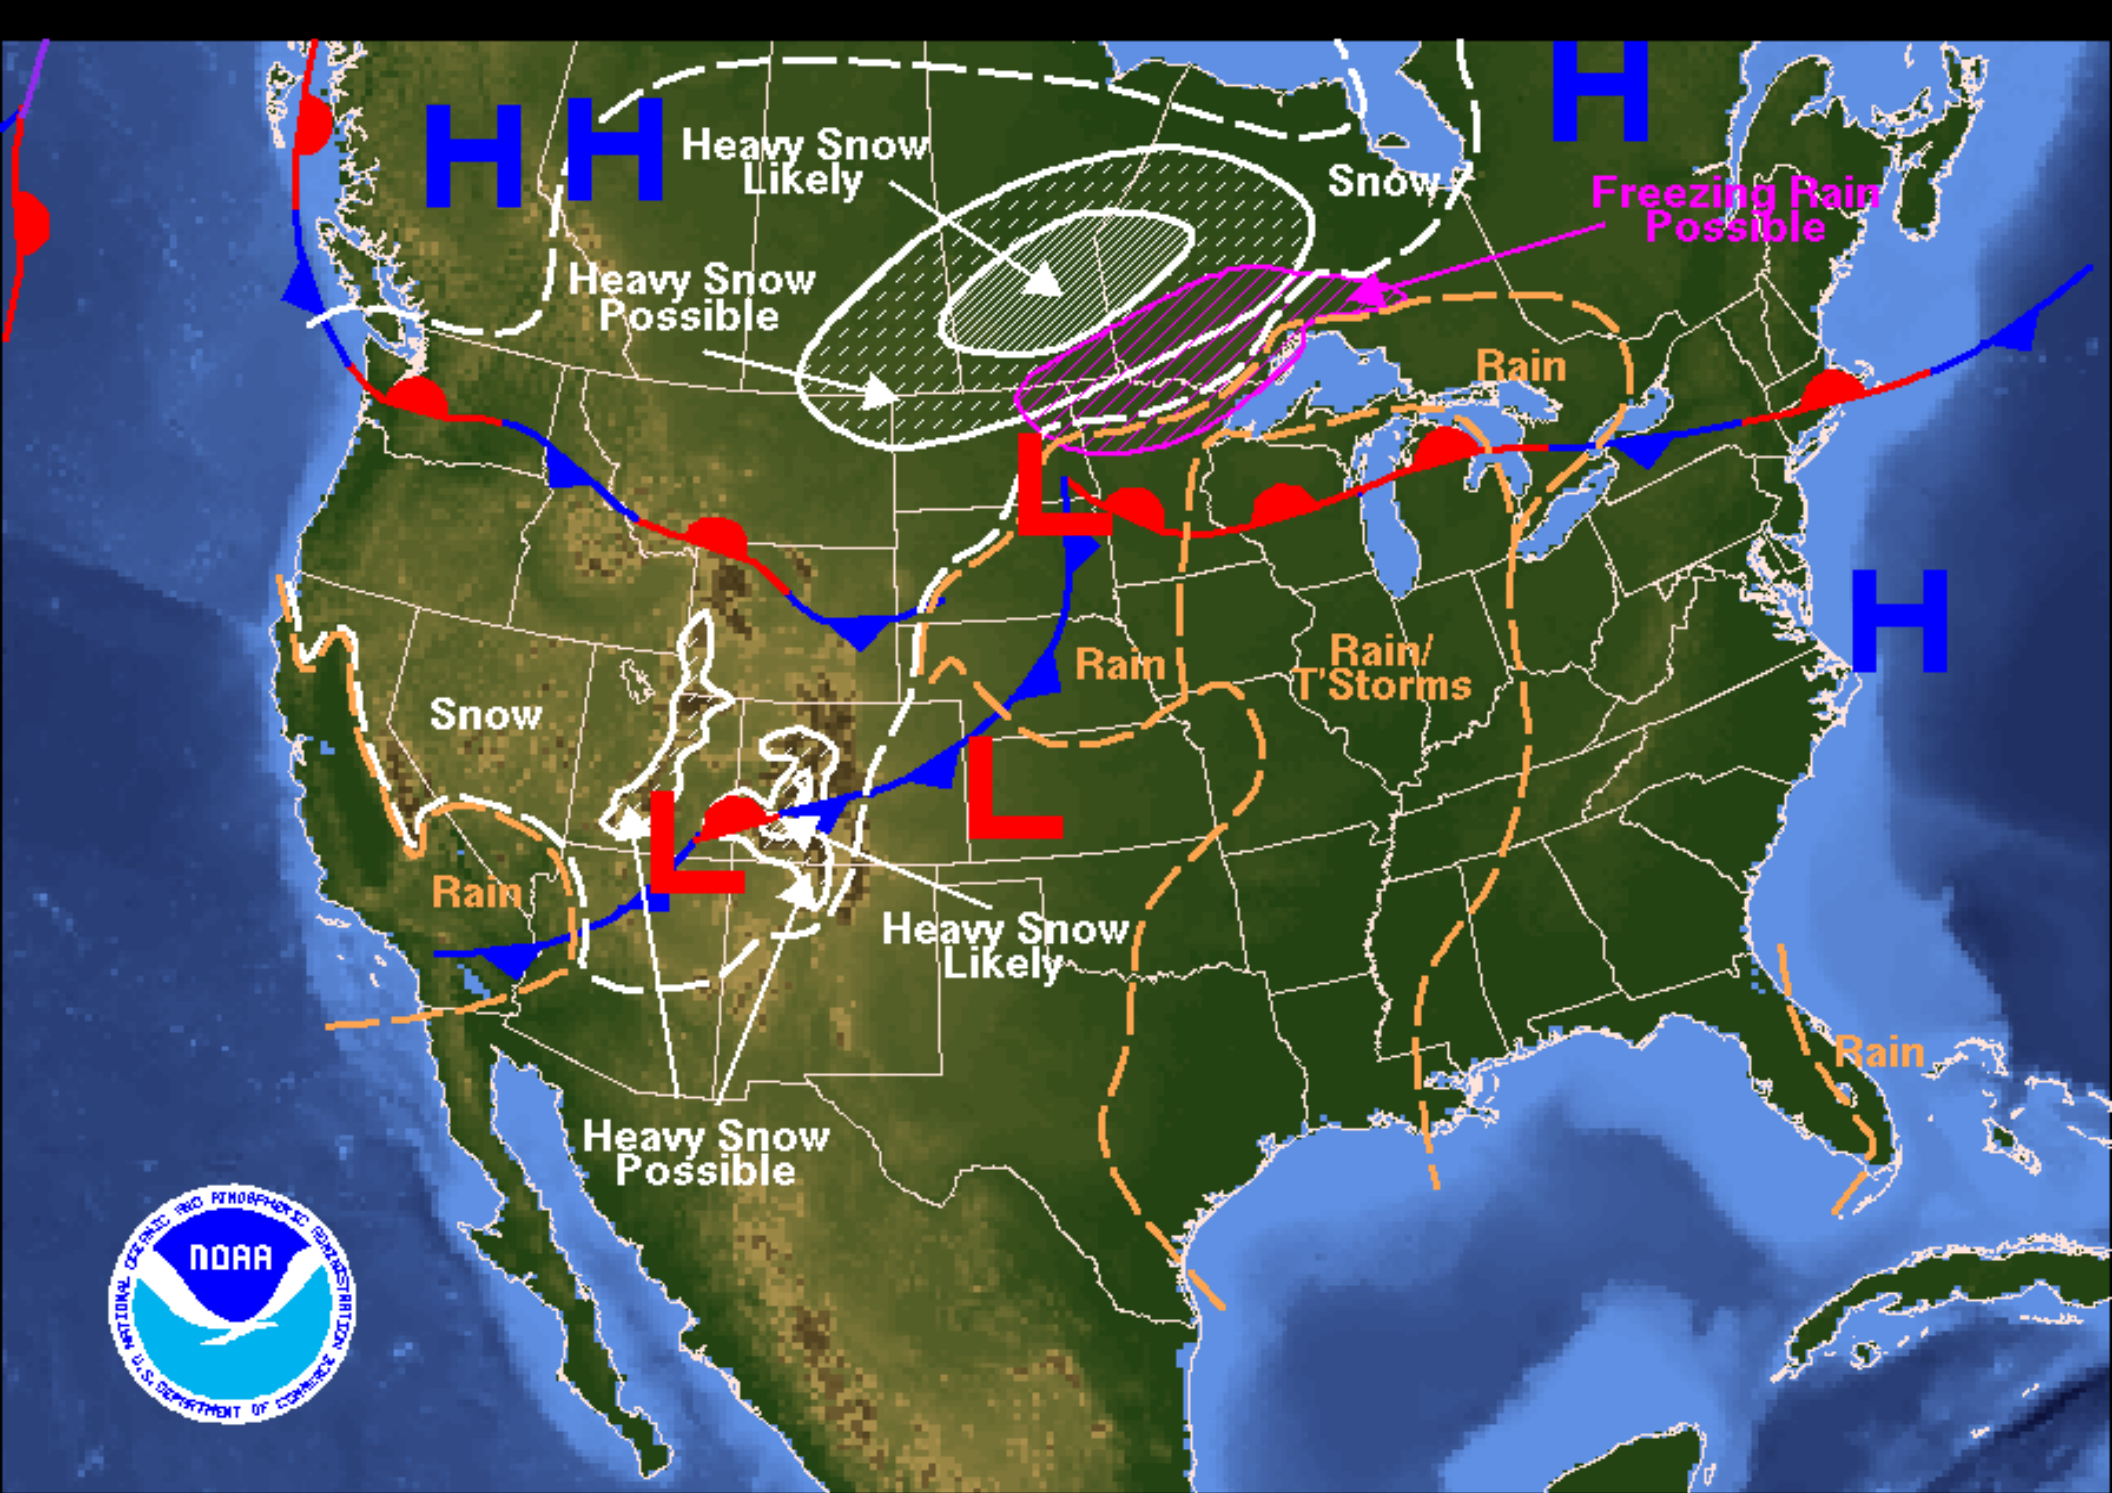 H
H
H
Heavy Snow
Likely
Snow
Freezing Rain
Possible
Heavy Snow
Possible
Rain
L
H
Rain
Rain/
T'Storms
Snow
L
L
Rain
Heavy Snow
Likely
Rain
Heavy Snow
Possible
NATIONAL OCEANIC AND ATMOSPHERIC ADMINISTRATION
NOAA
U.S. DEPARTMENT OF COMMERCE